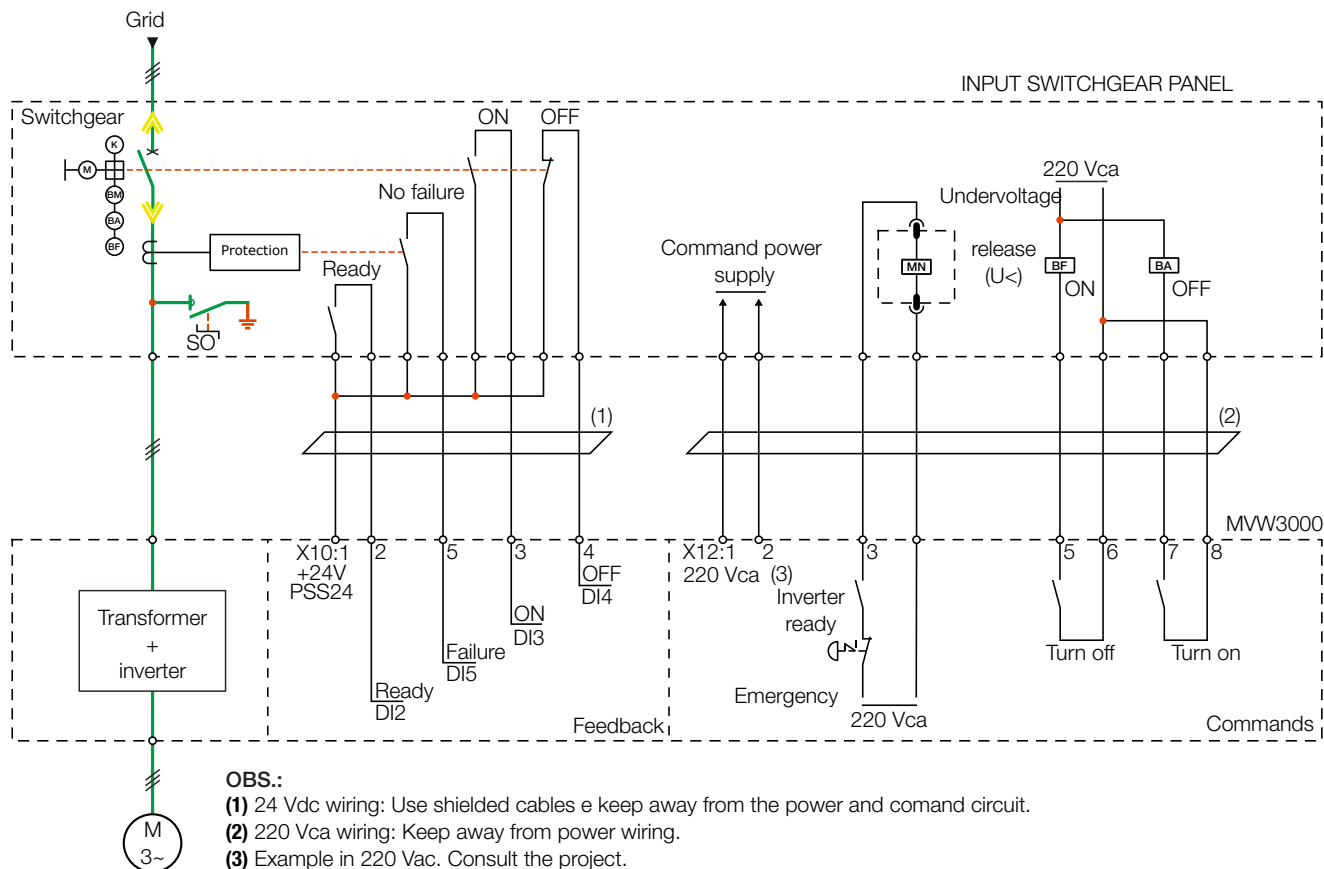 Grid
INPUT SWITCHGEAR PANEL
Switchgear
ON
OFF
K
M
BM
BA
BF
No failure
Protection
Ready
SO
Command power
supply
MN
220 Vca
Undervoltage
release
(U<)
BF
ON
BA
OFF
(1)
(2)
MVW3000
X10:1
+24V
PSS24
2
5
3
4
OFF
DI4
ON
DI3
Failure
DI5
Ready
DI2
Feedback
X12:1
220 Vca
2
(3)
3
Inverter
ready
Emergency
220 Vca
5
6
7
8
Turn off
Turn on
Commands
Transformer
+
inverter
M
3~
OBS.:
(1) 24 Vdc wiring: Use shielded cables e keep away from the power and comand circuit.
(2) 220 Vca wiring: Keep away from power wiring.
(3) Example in 220 Vac. Consult the project.